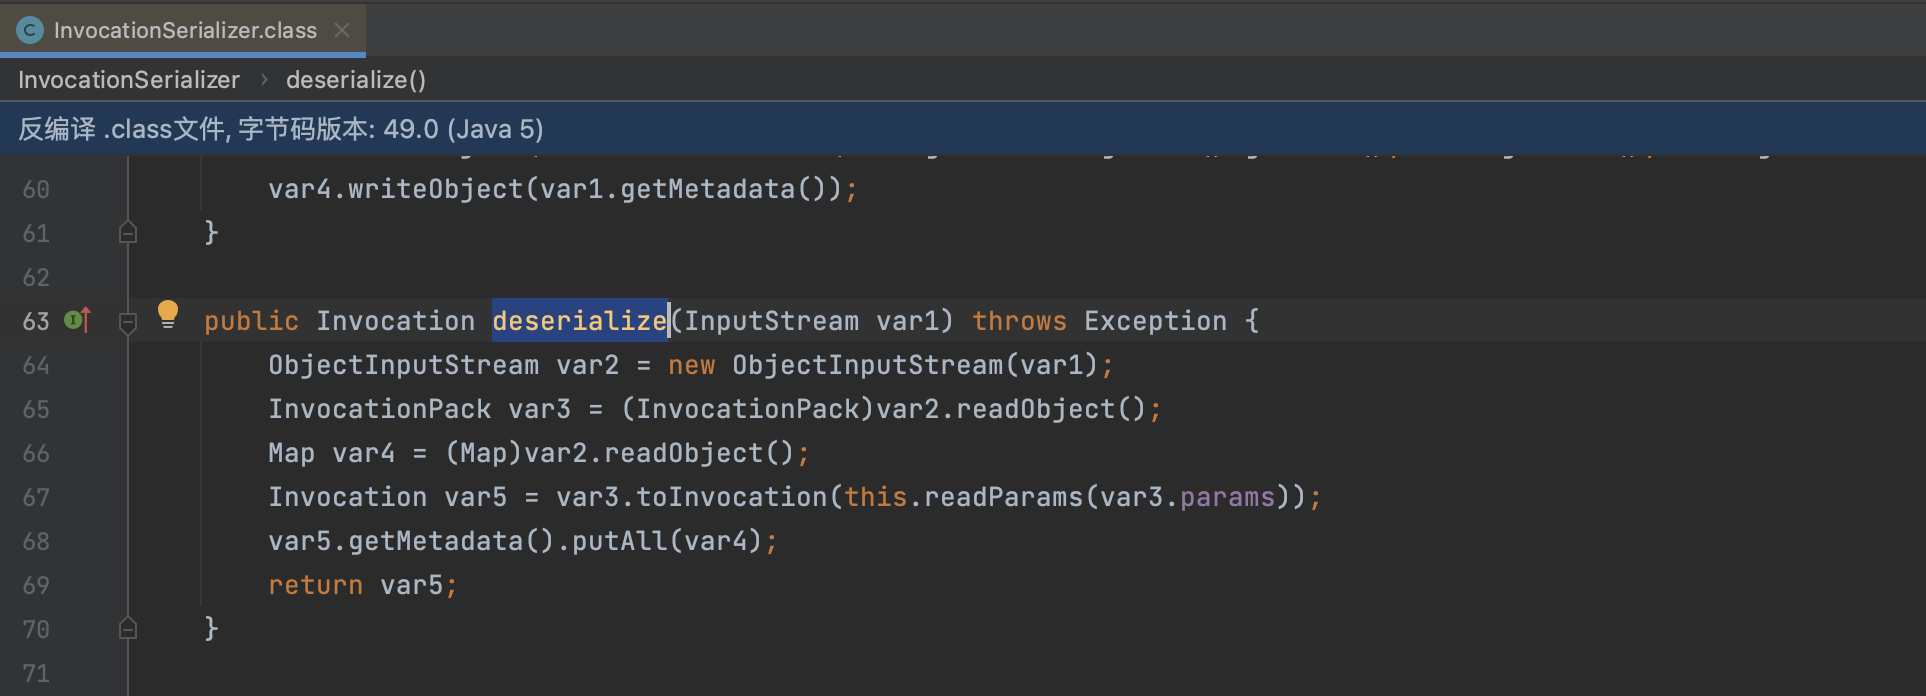 InvocationSerializer.class
InvocationSerializer > deserialize()
反编译 .class文件, 字节码版本: 49.0 (Java 5)
60 var4.writeObject(var1.getMetadata());
61 }
62
63 public Invocation deserialize(InputStream var1) throws Exception {
64 ObjectInputStream var2 = new ObjectInputStream(var1);
65 InvocationPack var3 = (InvocationPack)var2.readObject();
66 Map var4 = (Map)var2.readObject();
67 Invocation var5 = var3.toInvocation(this.readParams(var3.params));
68 var5.getMetadata().putAll(var4);
69 return var5;
70 }
71